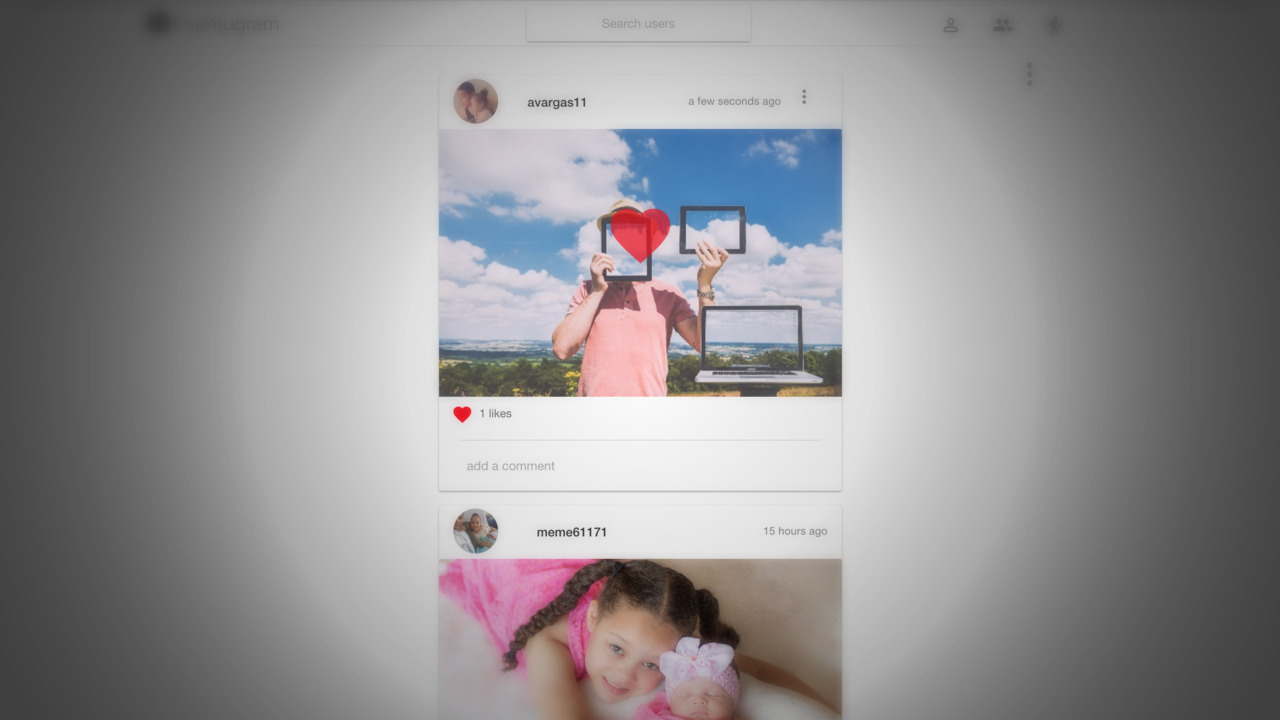 Eventugram
Search users
avargas11
a few seconds ago
1 likes
add a comment
meme61171
15 hours ago